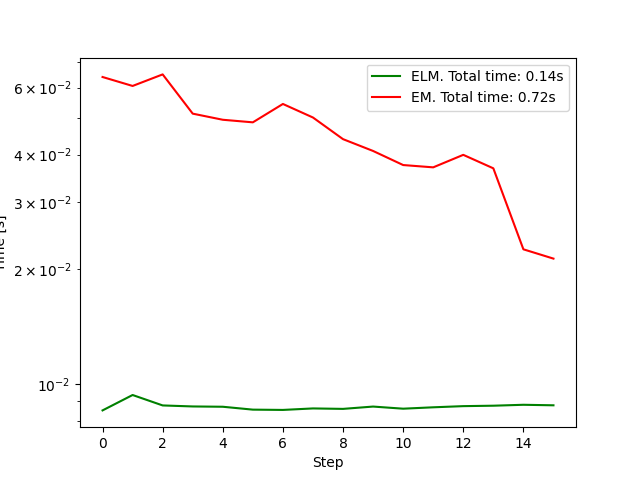 ELM. Total time: 0.14s
EM. Total time: 0.72s
6 × 10⁻²
4 × 10⁻²
3 × 10⁻²
2 × 10⁻²
10⁻²
Time [s]
0 2 4 6 8 10 12 14
Step